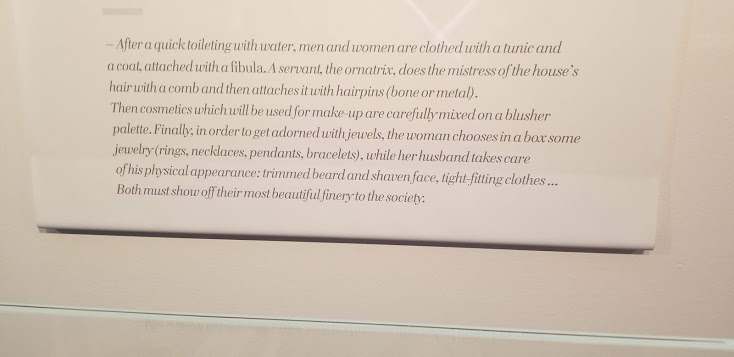 – After a quick toileting with water, men and women are clothed with a tunic and
a coat, attached with a fibula. A servant, the ornatrix, does the mistress of the house's
hair with a comb and then attaches it with hairpins (bone or metal).
Then cosmetics which will be used for make-up are carefully mixed on a blusher
palette. Finally, in order to get adorned with jewels, the woman chooses in a box some
jewelry (rings, necklaces, pendants, bracelets), while her husband takes care
of his physical appearance: trimmed beard and shaven face, tight-fitting clothes ...
Both must show off their most beautiful finery to the society.